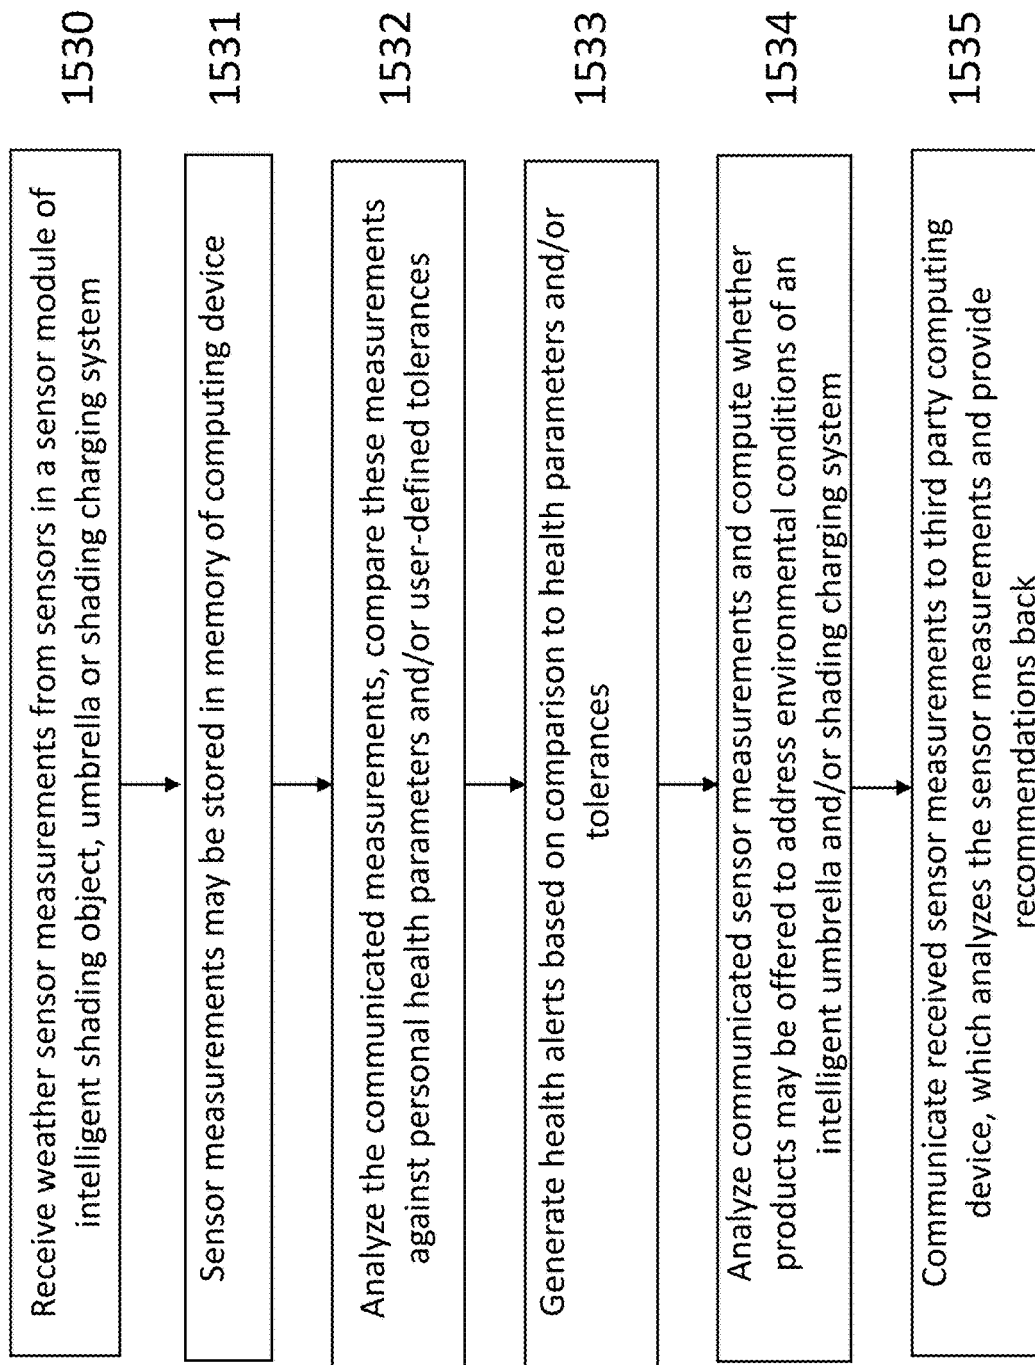 Receive weather sensor measurements from sensors in a sensor module of
intelligent shading object, umbrella or shading charging system
1530
Sensor measurements may be stored in memory of computing device
1531
Analyze the communicated measurements, compare these measurements
against personal health parameters and/or user-defined tolerances
1532
Generate health alerts based on comparison to health parameters and/or
tolerances
1533
Analyze communicated sensor measurements and compute whether
products may be offered to address environmental conditions of an
intelligent umbrella and/or shading charging system
1534
Communicate received sensor measurements to third party computing
device, which analyzes the sensor measurements and provide
recommendations back
1535